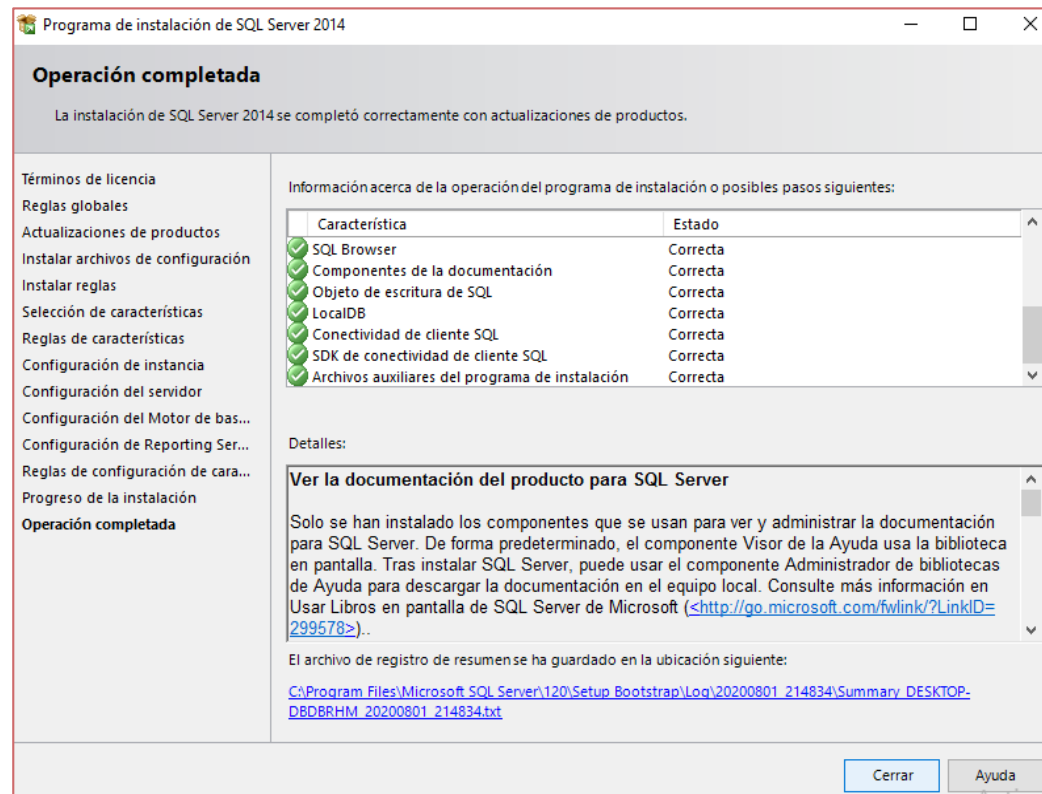 Programa de instalación de SQL Server 2014
Operación completada
La instalación de SQL Server 2014 se completó correctamente con actualizaciones de productos.
Términos de licencia
Reglas globales
Actualizaciones de productos
Instalar archivos de configuración
Instalar reglas
Selección de características
Reglas de características
Configuración de instancia
Configuración del servidor
Configuración del Motor de bas...
Configuración de Reporting Ser...
Reglas de configuración de cara...
Progreso de la instalación
Operación completada
Información acerca de la operación del programa de instalación o posibles pasos siguientes:
Característica Estado
SQL Browser Correcta
Componentes de la documentación Correcta
Objeto de escritura de SQL Correcta
LocalDB Correcta
Conectividad de cliente SQL Correcta
SDK de conectividad de cliente SQL Correcta
Archivos auxiliares del programa de instalación Correcta
Detalles:
Ver la documentación del producto para SQL Server
Solo se han instalado los componentes que se usan para ver y administrar la documentación
para SQL Server. De forma predeterminado, el componente Visor de la Ayuda usa la biblioteca
en pantalla. Tras instalar SQL Server, puede usar el componente Administrador de bibliotecas
de Ayuda para descargar la documentación en el equipo local. Consulte más información en
Usar Libros en pantalla de SQL Server de Microsoft (<http://go.microsoft.com/fwlink/?LinkID=
299578>)..
El archivo de registro de resumen se ha guardado en la ubicación siguiente:
C:\Program Files\Microsoft SQL Server\120\Setup Bootstrap\Log\20200801_214834\Summary_DESKTOP-
DBDBRHM_20200801_214834.txt
Cerrar Ayuda